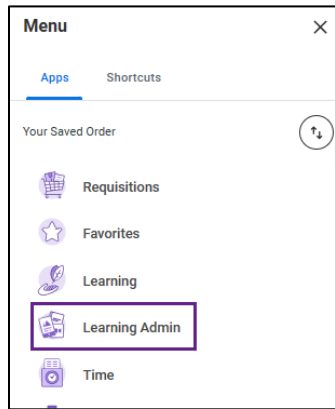 Menu
Apps Shortcuts
Your Saved Order
Requisitions
Favorites
Learning
Learning Admin
Time